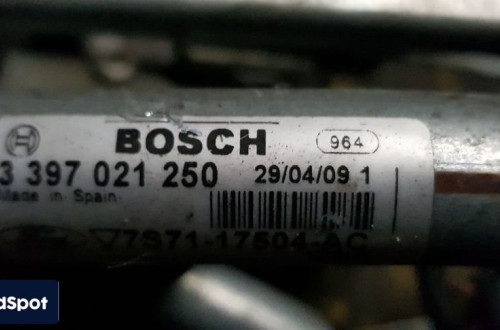 BOSCH 964
3 397 021 250 29/04/09 1
Made in Spain
7S71-17504-AC
dSpot